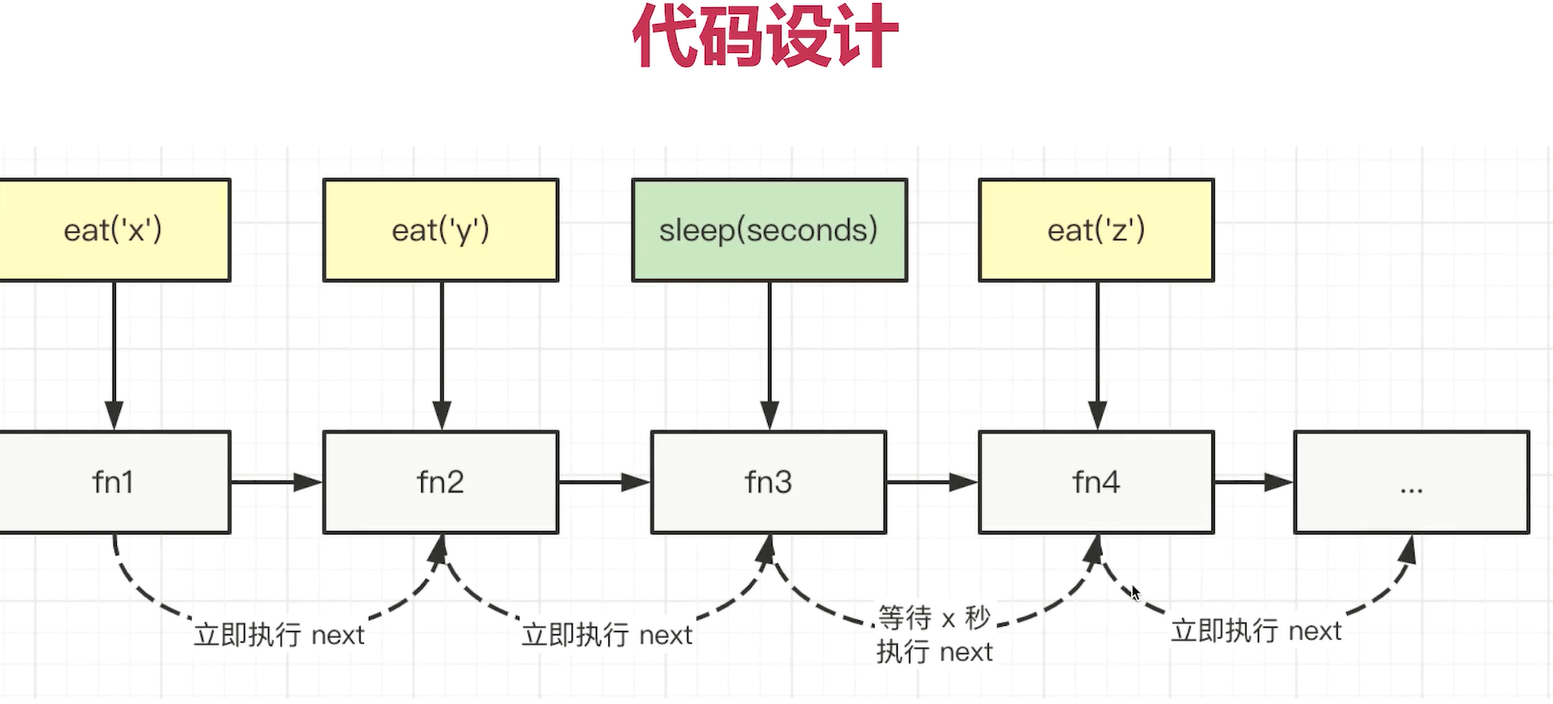 代码设计
eat('x')
eat('y')
sleep(seconds)
eat('z')
fn1
fn2
fn3
fn4
...
立即执行 next
立即执行 next
等待 x 秒
执行 next
立即执行 next